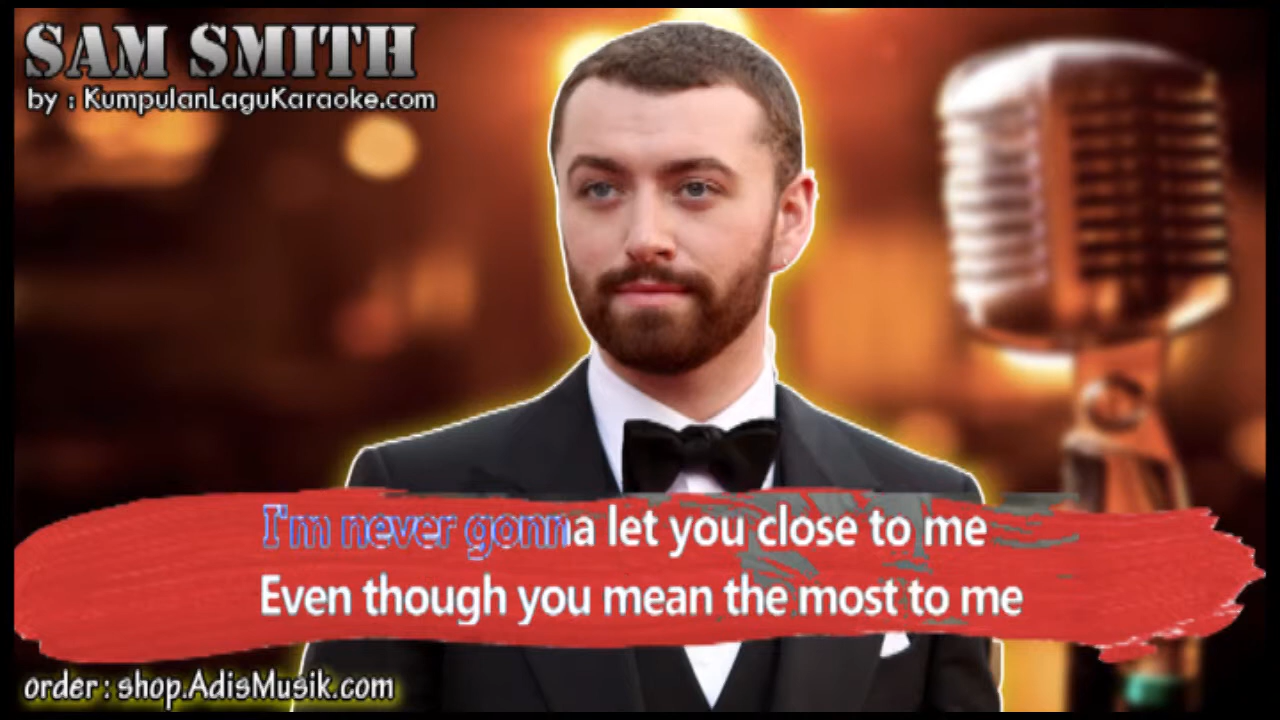 SAM SMITH
by : KumpulanLaguKaraoke.com
I'm never gonna let you close to me
Even though you mean the most to me
order : shop.AdisMusik.com